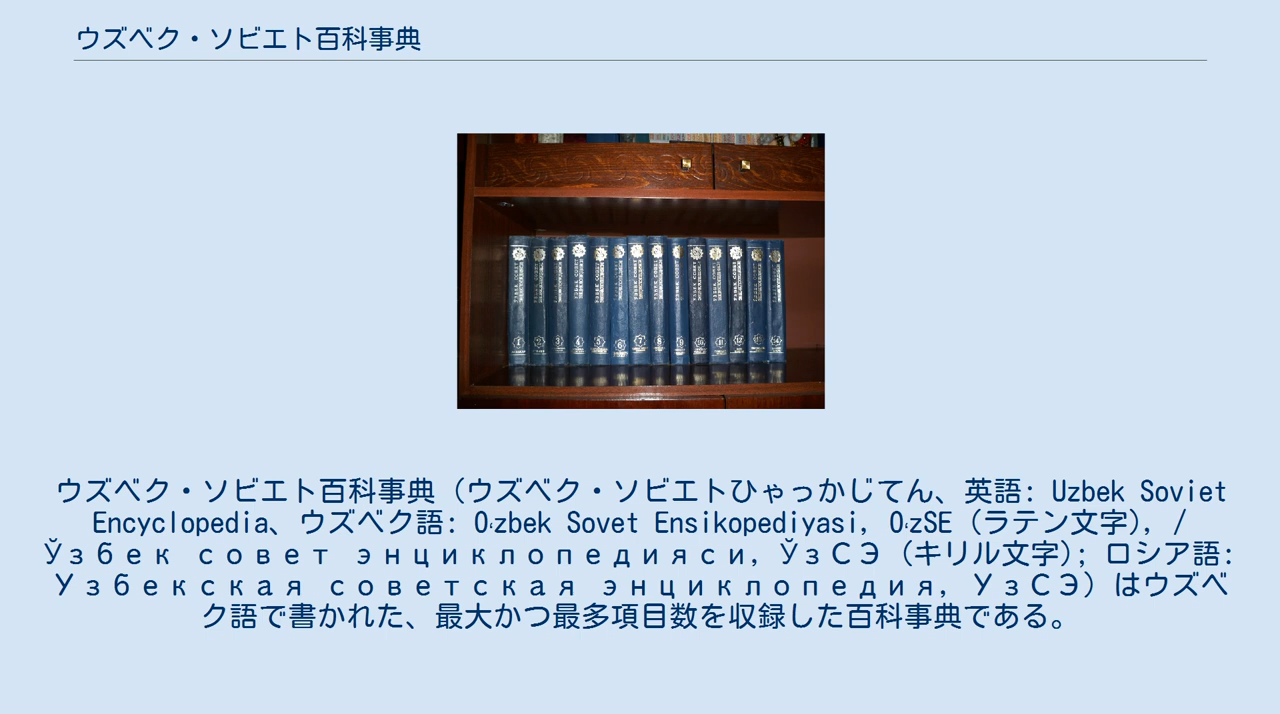 ウズベク・ソビエト百科事典
ウズベク・ソビエト百科事典（ウズベク・ソビエトひゃっかじてん、英語: Uzbek Soviet
Encyclopedia、ウズベク語: Oʻzbek Sovet Ensikopediyasi, OʻzSE（ラテン文字）, /
Ўзбек совет энциклопедияси, ЎзСЭ（キリル文字）; ロシア語:
Узбекская советская энциклопедия, УзСЭ）はウズベ
ク語で書かれた、最大かつ最多項目数を収録した百科事典である。